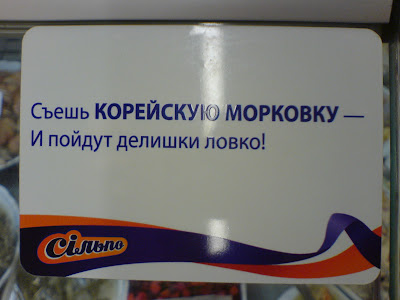 Съешь КОРЕЙСКУЮ МОРКОВКУ —
И пойдут делишки ловко!
Сільпо